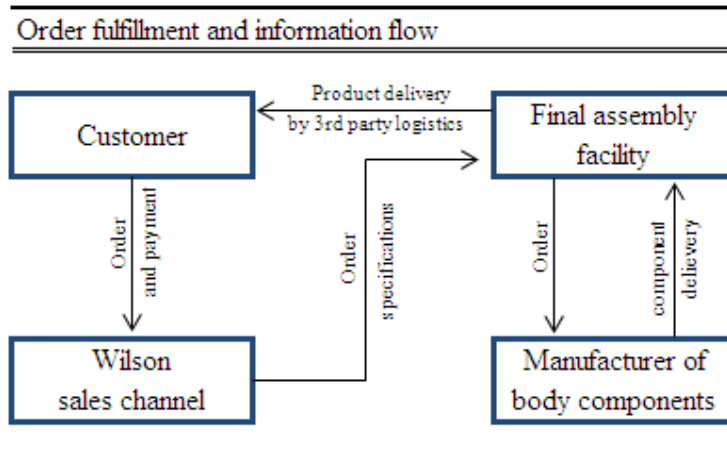 Order fulfillment and information flow
Product delivery
by 3rd party logistics
Customer
Final assembly
facility
Order
and payment
Order
specifications
Order
component
delievery
Wilson
sales channel
Manufacturer of
body components